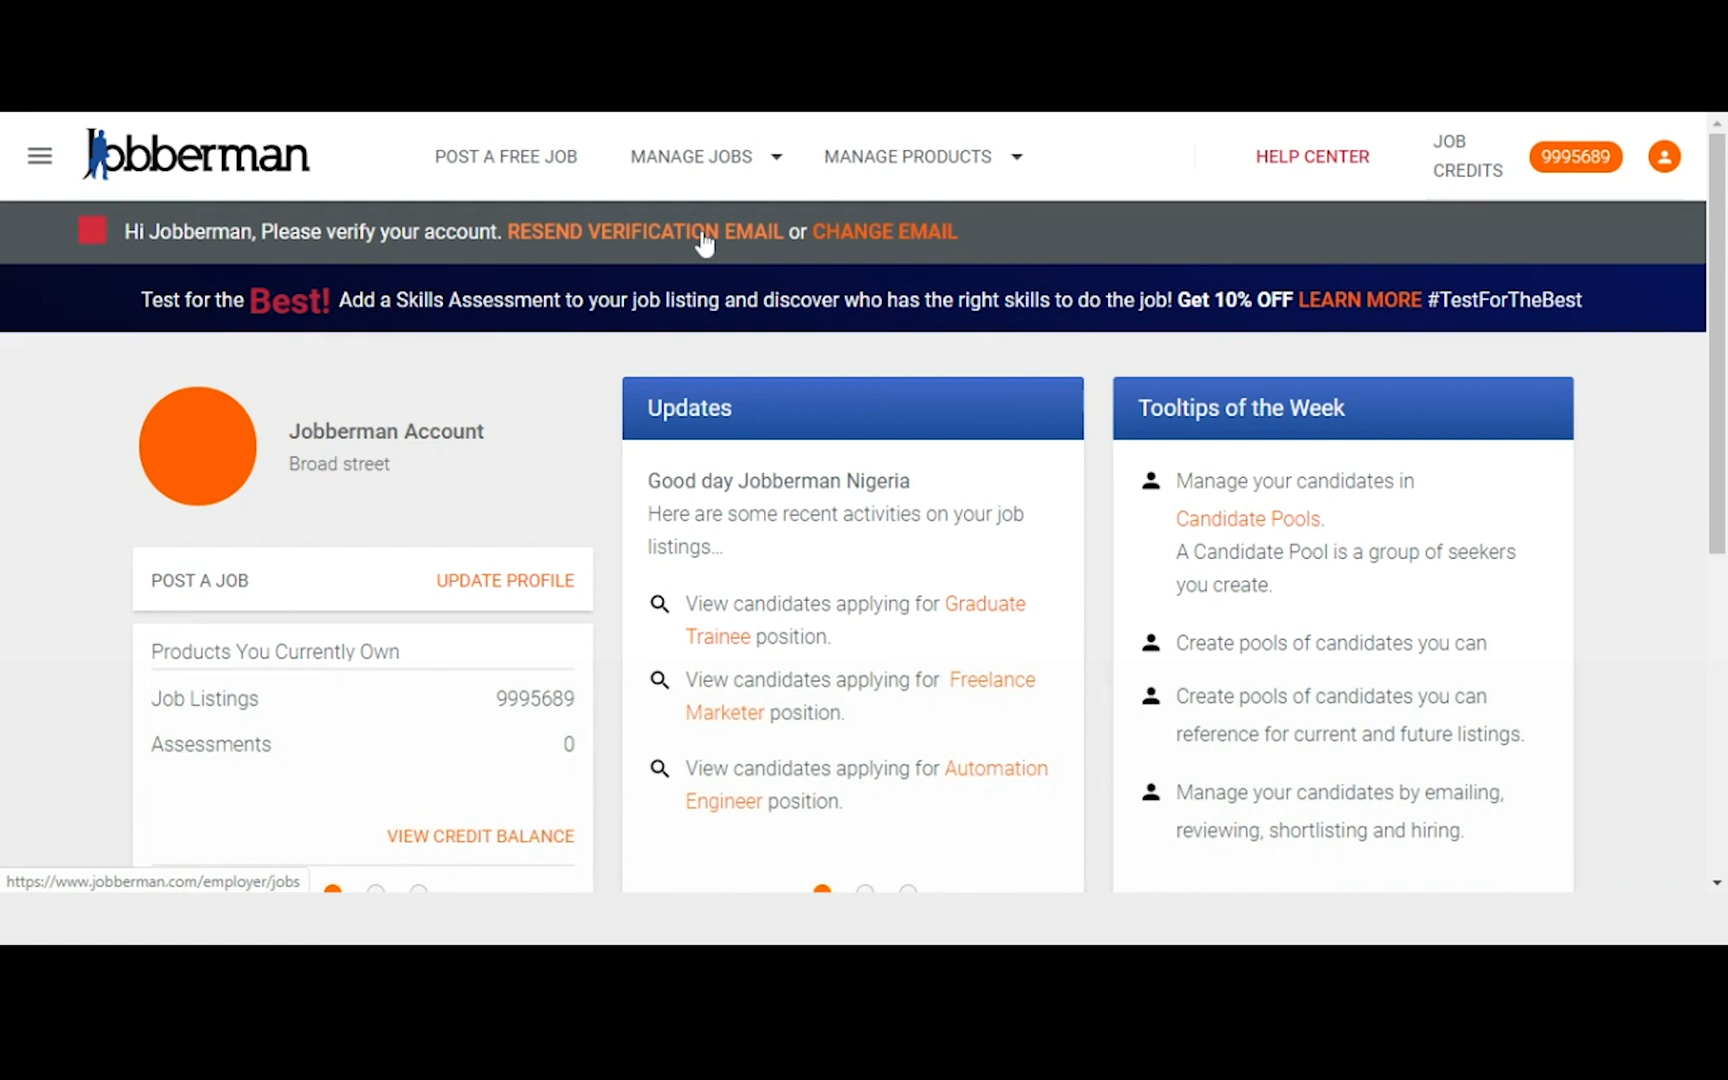 Jobberman
POST A FREE JOB
MANAGE JOBS
MANAGE PRODUCTS
HELP CENTER
JOB
CREDITS
9995689
Hi Jobberman, Please verify your account. RESEND VERIFICATION EMAIL or CHANGE EMAIL
Test for the Best! Add a Skills Assessment to your job listing and discover who has the right skills to do the job! Get 10% OFF LEARN MORE #TestForTheBest
Jobberman Account
Broad street
POST A JOB
UPDATE PROFILE
Products You Currently Own
Job Listings 9995689
Assessments 0
VIEW CREDIT BALANCE
Updates
Good day Jobberman Nigeria
Here are some recent activities on your job
listings...
View candidates applying for Graduate
Trainee position.
View candidates applying for Freelance
Marketer position.
View candidates applying for Automation
Engineer position.
Tooltips of the Week
Manage your candidates in
Candidate Pools.
A Candidate Pool is a group of seekers
you create.
Create pools of candidates you can
Create pools of candidates you can
reference for current and future listings.
Manage your candidates by emailing,
reviewing, shortlisting and hiring.
https://www.jobberman.com/employer/jobs